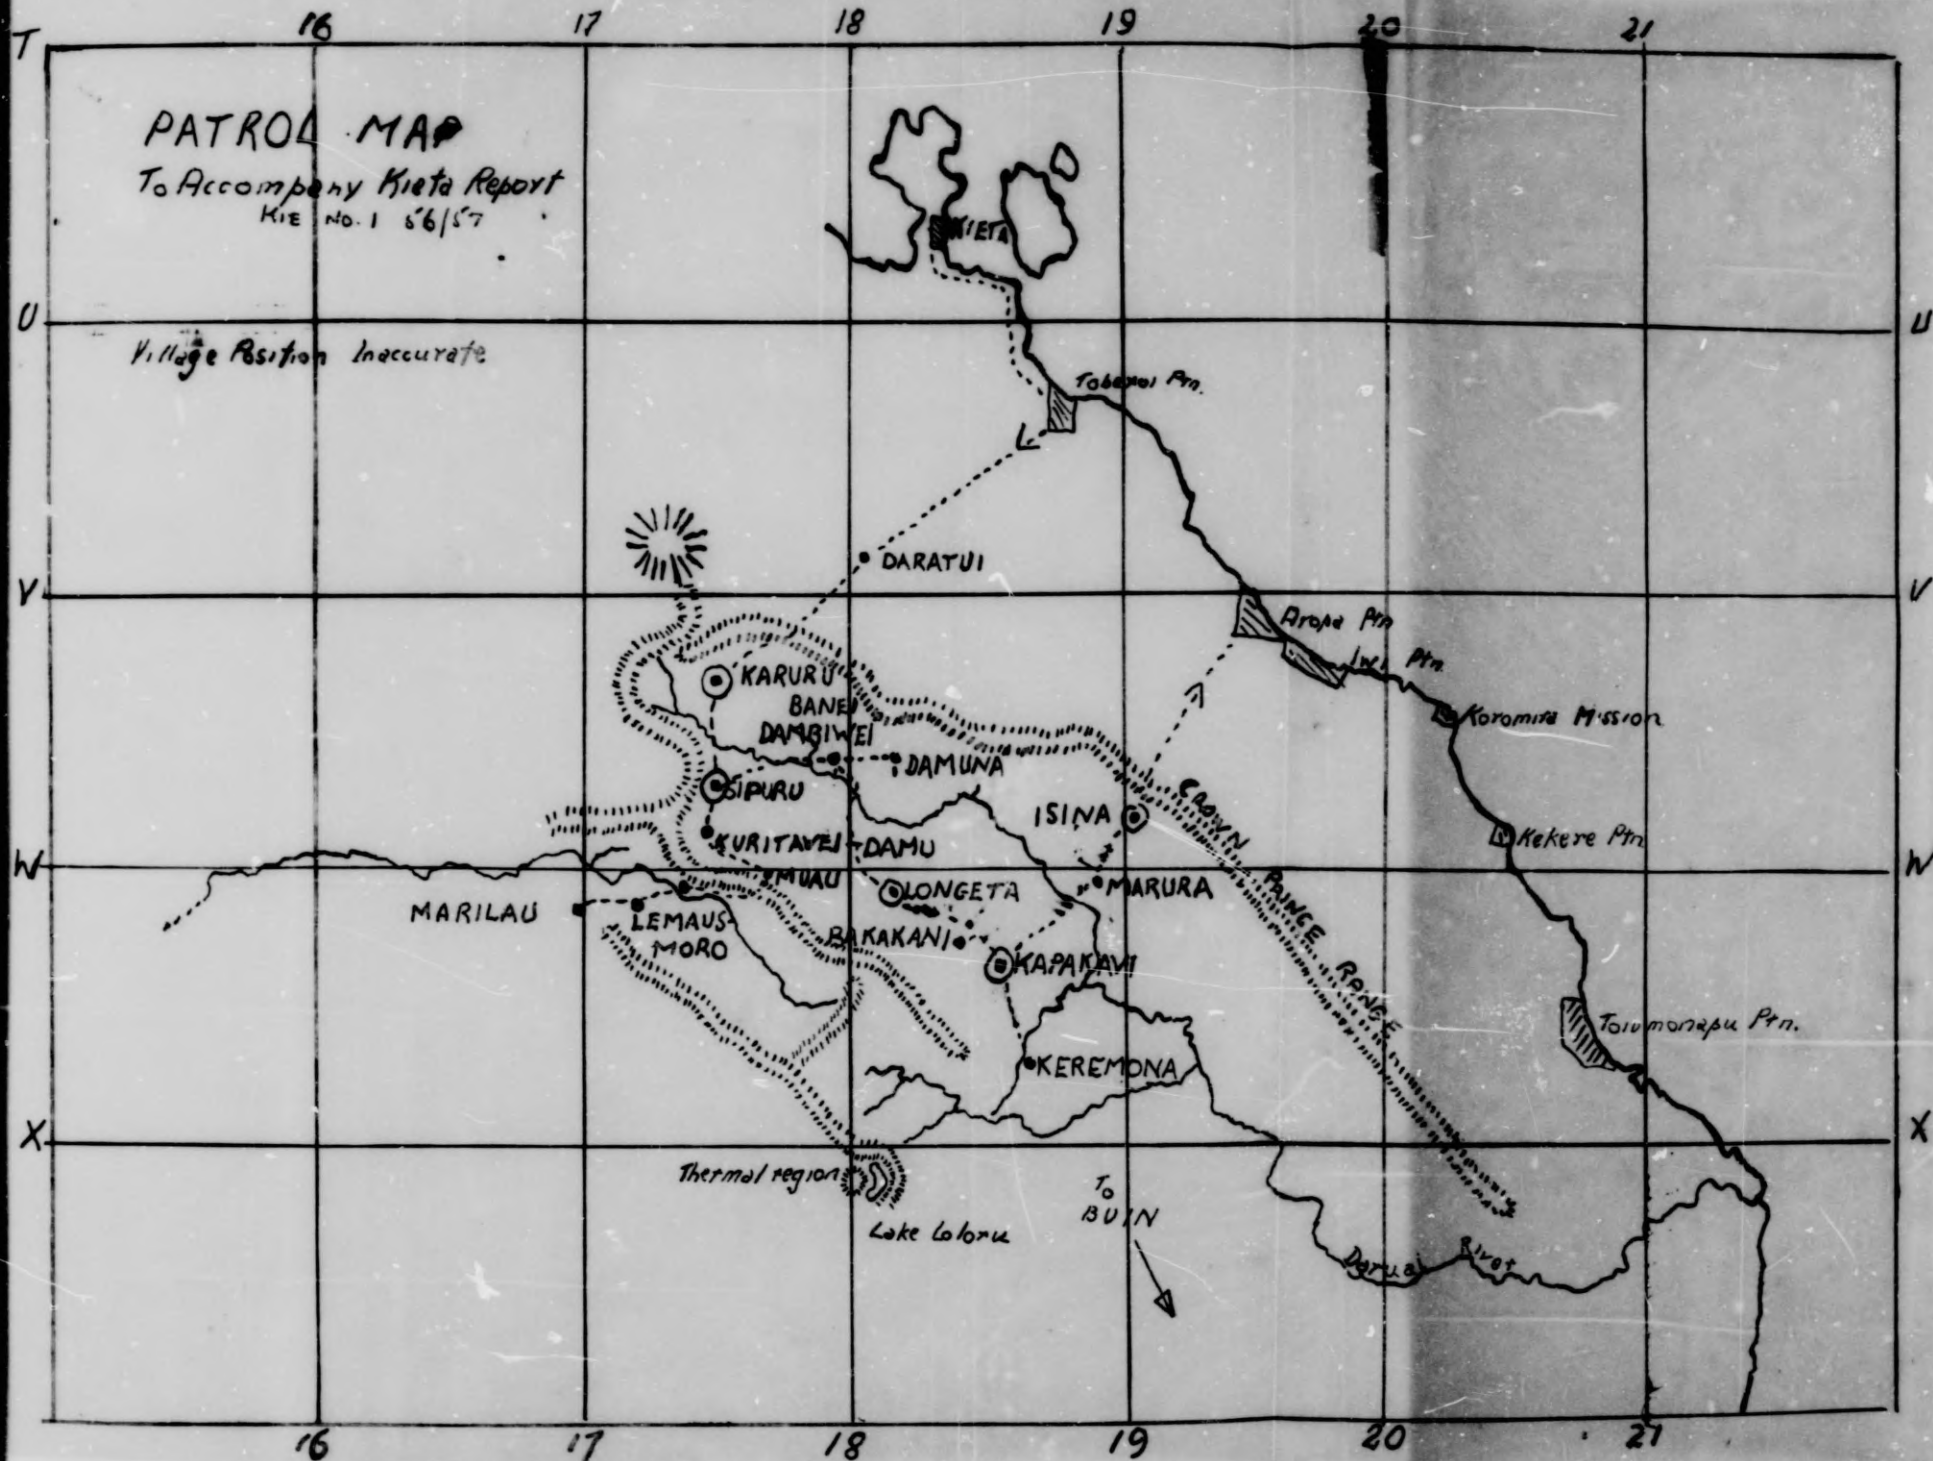 16 17 18 19 20 21
T
PATROL MAP
To Accompany Kieta Report
KIE NO. 1 56/57
KIETA
U U
Village Position Inaccurate
Ptn.
DARATUI
V V
Aropa Ptn
Iwi Ptn.
KARURU
BANEI
Koromira Mission
DAMBIWEI
DAMUNA
SIPURU
CROWN PRINCE RANGE
ISINA
Kekere Ptn
KURITAVEI
DAMU
W W
MUAU
LONGETA
MARURA
MARILAU
LEMAUS-
MORO
BAKAKANI
KAPAKAVI
Toiumonapu Ptn.
KEREMONA
X X
Thermal region
Lake Loloru
To
BUIN
River
16 17 18 19 20 21